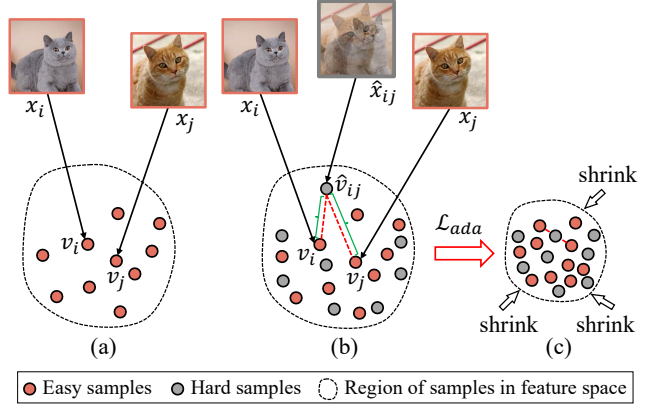 x_i
x_j
x_i
x̂_ij
x_j
v_i
v_j
v̂_ij
v_i
v_j
ℒ_ada
shrink
shrink
shrink
(a)
(b)
(c)
Easy samples
Hard samples
Region of samples in feature space